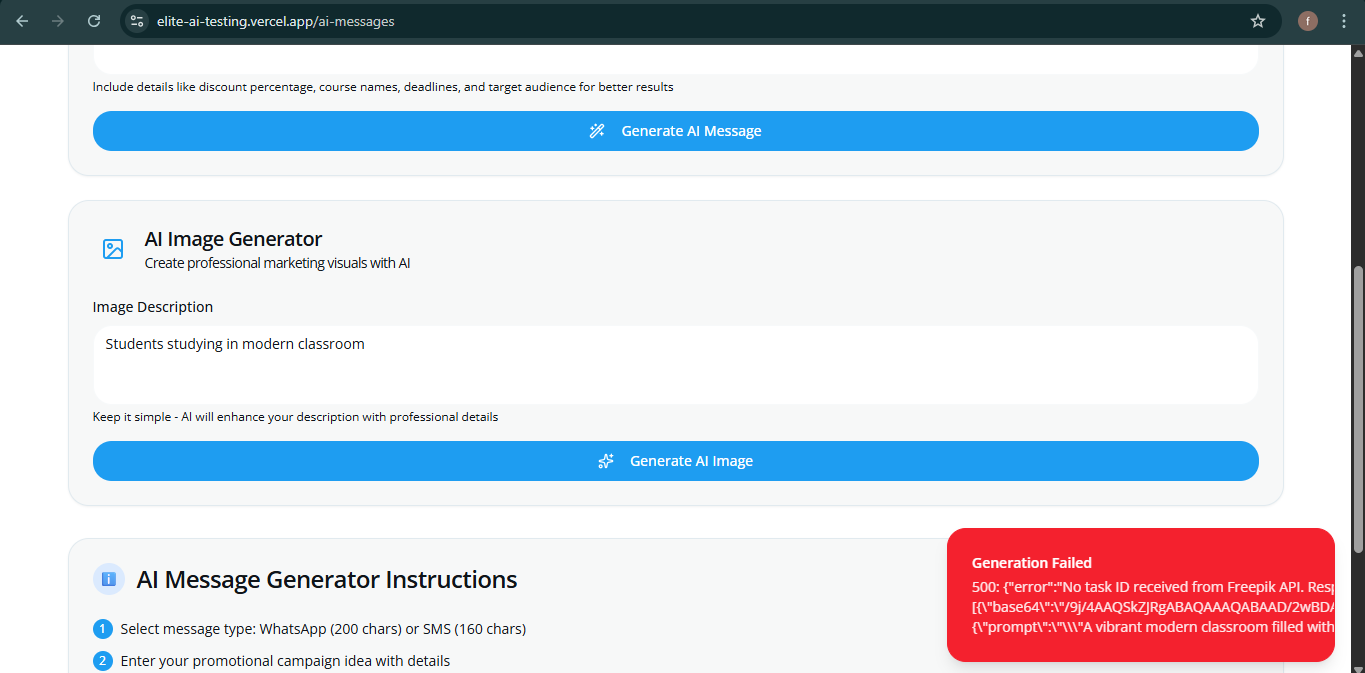 elite-ai-testing.vercel.app/ai-messages
f
Include details like discount percentage, course names, deadlines, and target audience for better results
Generate AI Message
AI Image Generator
Create professional marketing visuals with AI
Image Description
Students studying in modern classroom
Keep it simple - AI will enhance your description with professional details
Generate AI Image
i
AI Message Generator Instructions
1 Select message type: WhatsApp (200 chars) or SMS (160 chars)
2 Enter your promotional campaign idea with details
Generation Failed
500: {"error":"No task ID received from Freepik API. Resp
[{\"base64\":\"/9j/4AAQSkZJRgABAQAAAQABAAD/2wBDA
{\"prompt\":\"\\\"A vibrant modern classroom filled with